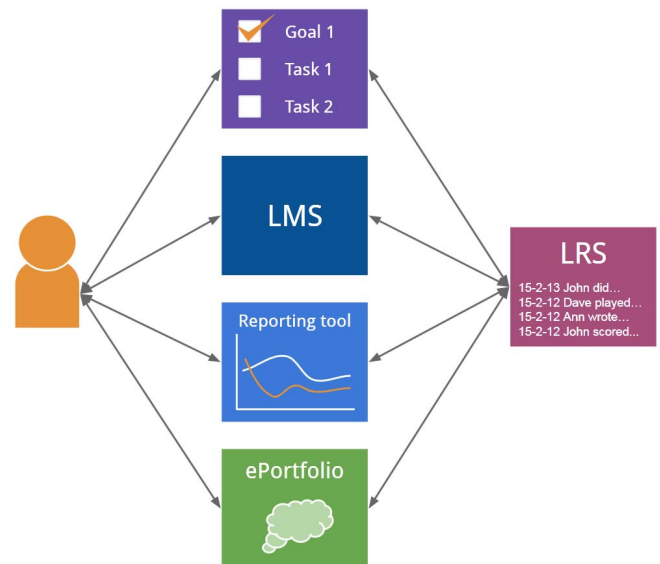 Goal 1
Task 1
Task 2
LMS
Reporting tool
ePortfolio
LRS
15-2-13 John did...
15-2-12 Dave played...
15-2-12 Ann wrote...
15-2-12 John scored...